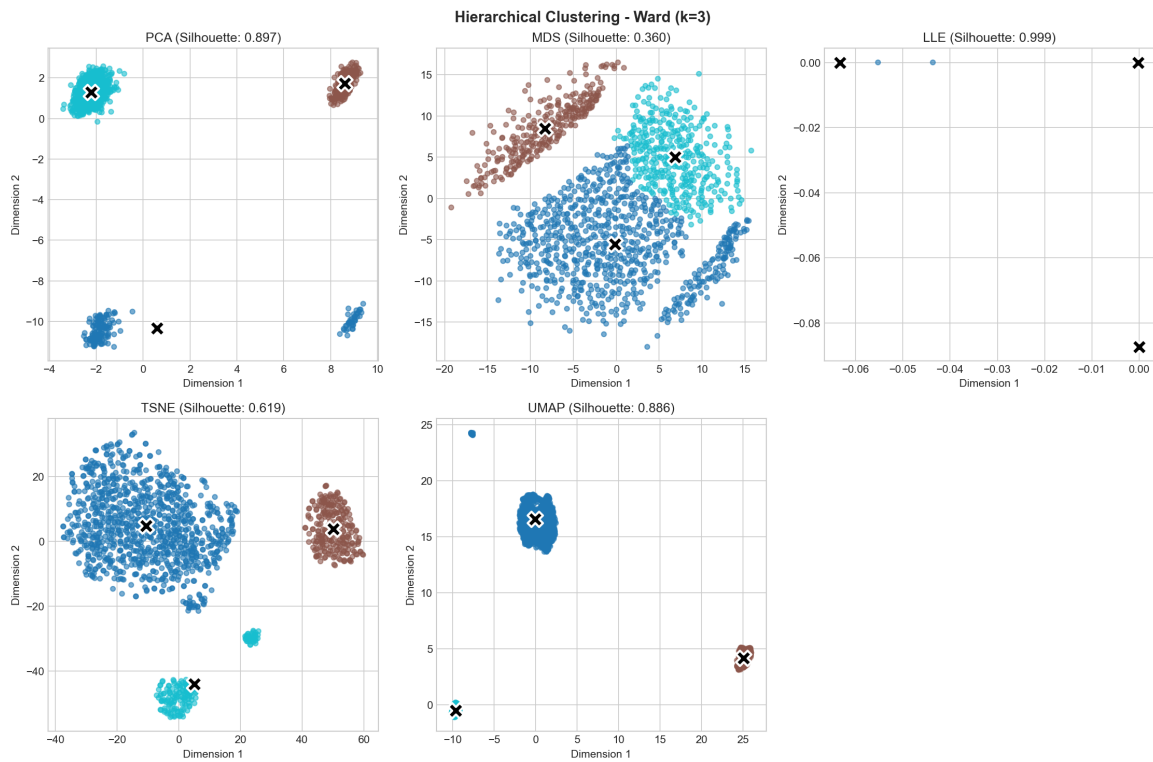 Hierarchical Clustering - Ward (k=3)
PCA (Silhouette: 0.897)
Dimension 2
2
0
−2
−4
−6
−8
−10
−4 −2 0 2 4 6 8 10
Dimension 1
MDS (Silhouette: 0.360)
Dimension 2
15
10
5
0
−5
−10
−15
−20 −15 −10 −5 0 5 10 15
Dimension 1
LLE (Silhouette: 0.999)
Dimension 2
0.00
−0.02
−0.04
−0.06
−0.08
−0.06 −0.05 −0.04 −0.03 −0.02 −0.01 0.00
Dimension 1
TSNE (Silhouette: 0.619)
Dimension 2
20
0
−20
−40
−40 −20 0 20 40 60
Dimension 1
UMAP (Silhouette: 0.886)
Dimension 2
25
20
15
10
5
0
−10 −5 0 5 10 15 20 25
Dimension 1